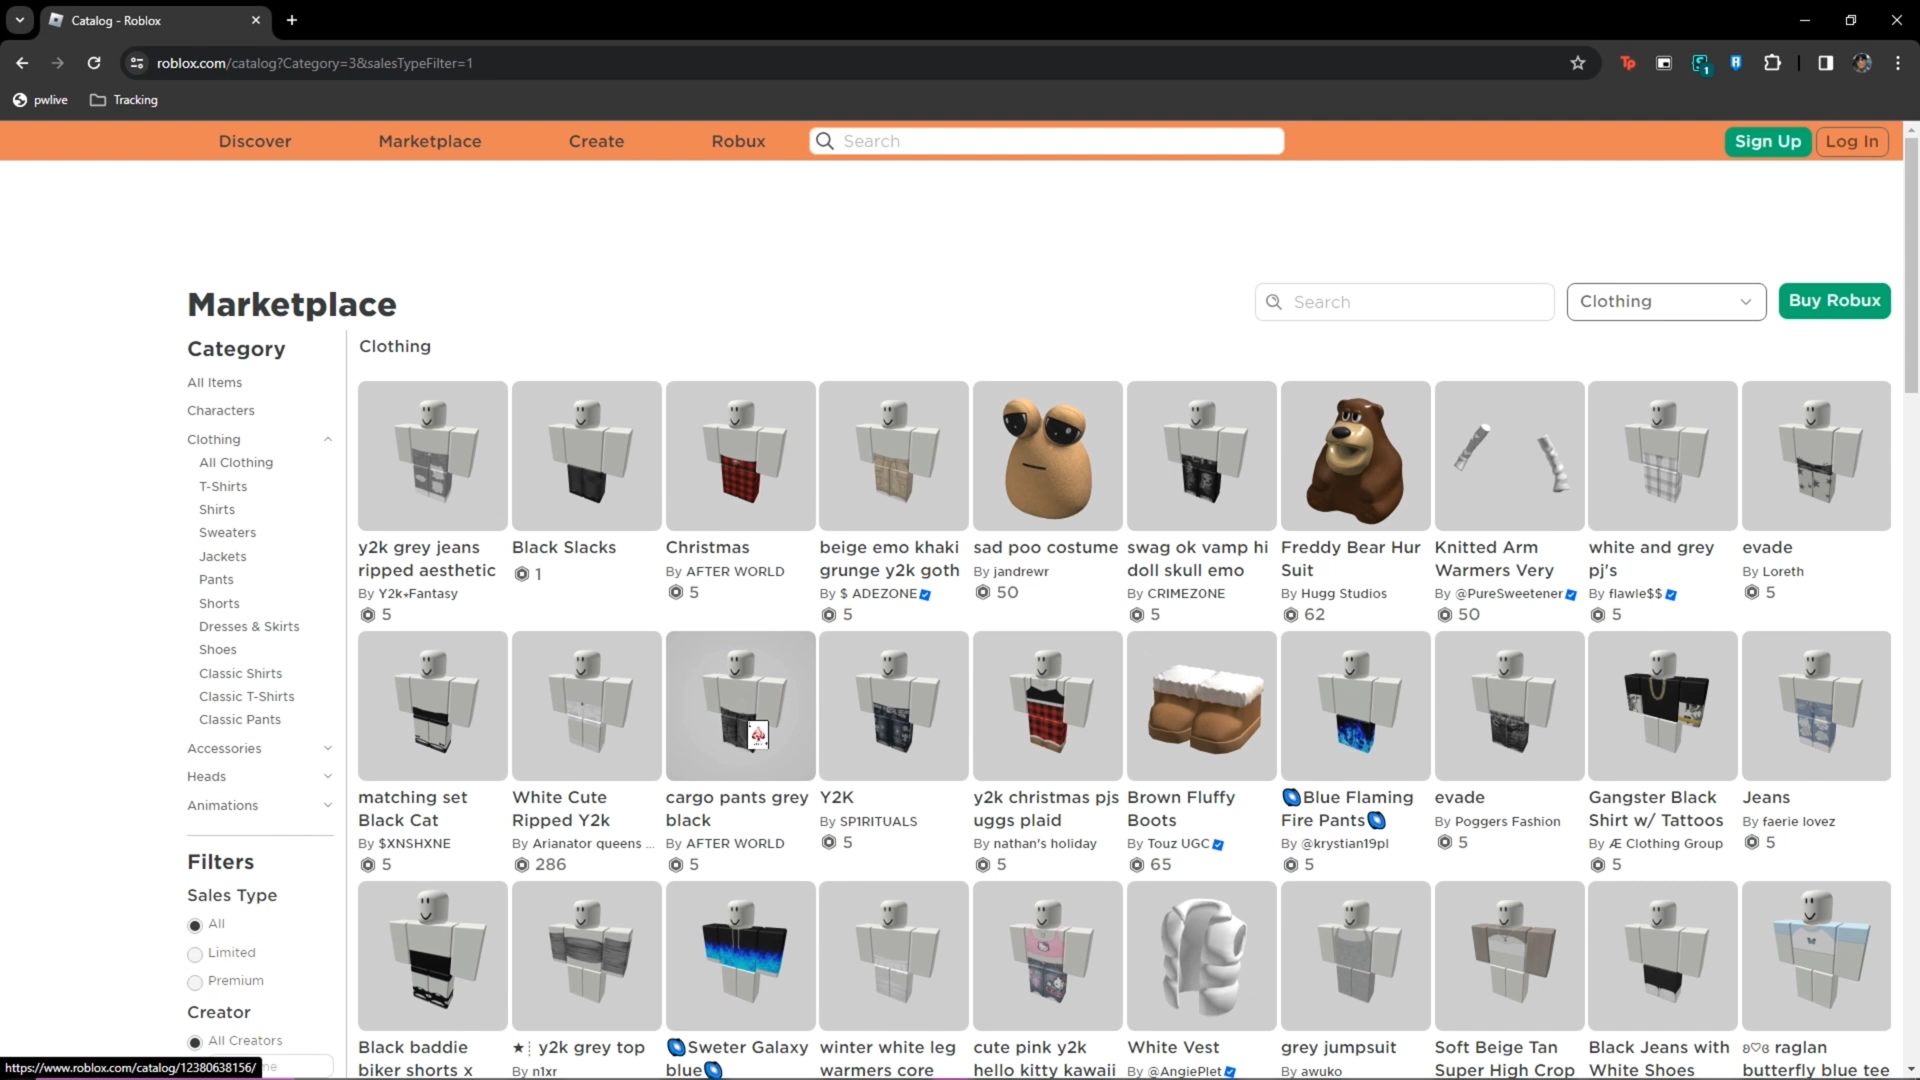 Catalog - Roblox
roblox.com/catalog?Category=3&salesTypeFilter=1
pwlive
Tracking
Discover
Marketplace
Create
Robux
Search
Sign Up
Log In
Marketplace
Search
Clothing
Buy Robux
Category
All Items
Characters
Clothing
All Clothing
T-Shirts
Shirts
Sweaters
Jackets
Pants
Shorts
Dresses & Skirts
Shoes
Classic Shirts
Classic T-Shirts
Classic Pants
Accessories
Heads
Animations
Filters
Sales Type
All
Limited
Premium
Creator
All Creators
https://www.roblox.com/catalog/12380638156/
Clothing
y2k grey jeans
ripped aesthetic
By Y2k⋆Fantasy
5
Black Slacks
1
Christmas
By AFTER WORLD
5
beige emo khaki
grunge y2k goth
By $ ADEZONE
5
sad poo costume
By jandrewr
50
swag ok vamp hi
doll skull emo
By CRIMEZ0NE
5
Freddy Bear Hur
Suit
By Hugg Studios
62
Knitted Arm
Warmers Very
By @PureSweetener
50
white and grey
pj's
By flawle$$
5
evade
By Loreth
5
matching set
Black Cat
By $XNSHXNE
5
White Cute
Ripped Y2k
By Arianator queens ...
286
cargo pants grey
black
By AFTER WORLD
5
Y2K
By SP1RITUALS
5
y2k christmas pjs
uggs plaid
By nathan's holiday
5
Brown Fluffy
Boots
By Touz UGC
65
Blue Flaming
Fire Pants
By @krystian19pl
5
evade
By Poggers Fashion
5
Gangster Black
Shirt w/ Tattoos
By Æ Clothing Group
5
Jeans
By faerie lovez
5
Black baddie
biker shorts x
★┊ y2k grey top
By n1xr
Sweter Galaxy
blue
winter white leg
warmers core
cute pink y2k
hello kitty kawaii
White Vest
By @AngiePlet
grey jumpsuit
By awuko
Soft Beige Tan
Super High Crop
Black Jeans with
White Shoes
ʚ♡ɞ raglan
butterfly blue tee